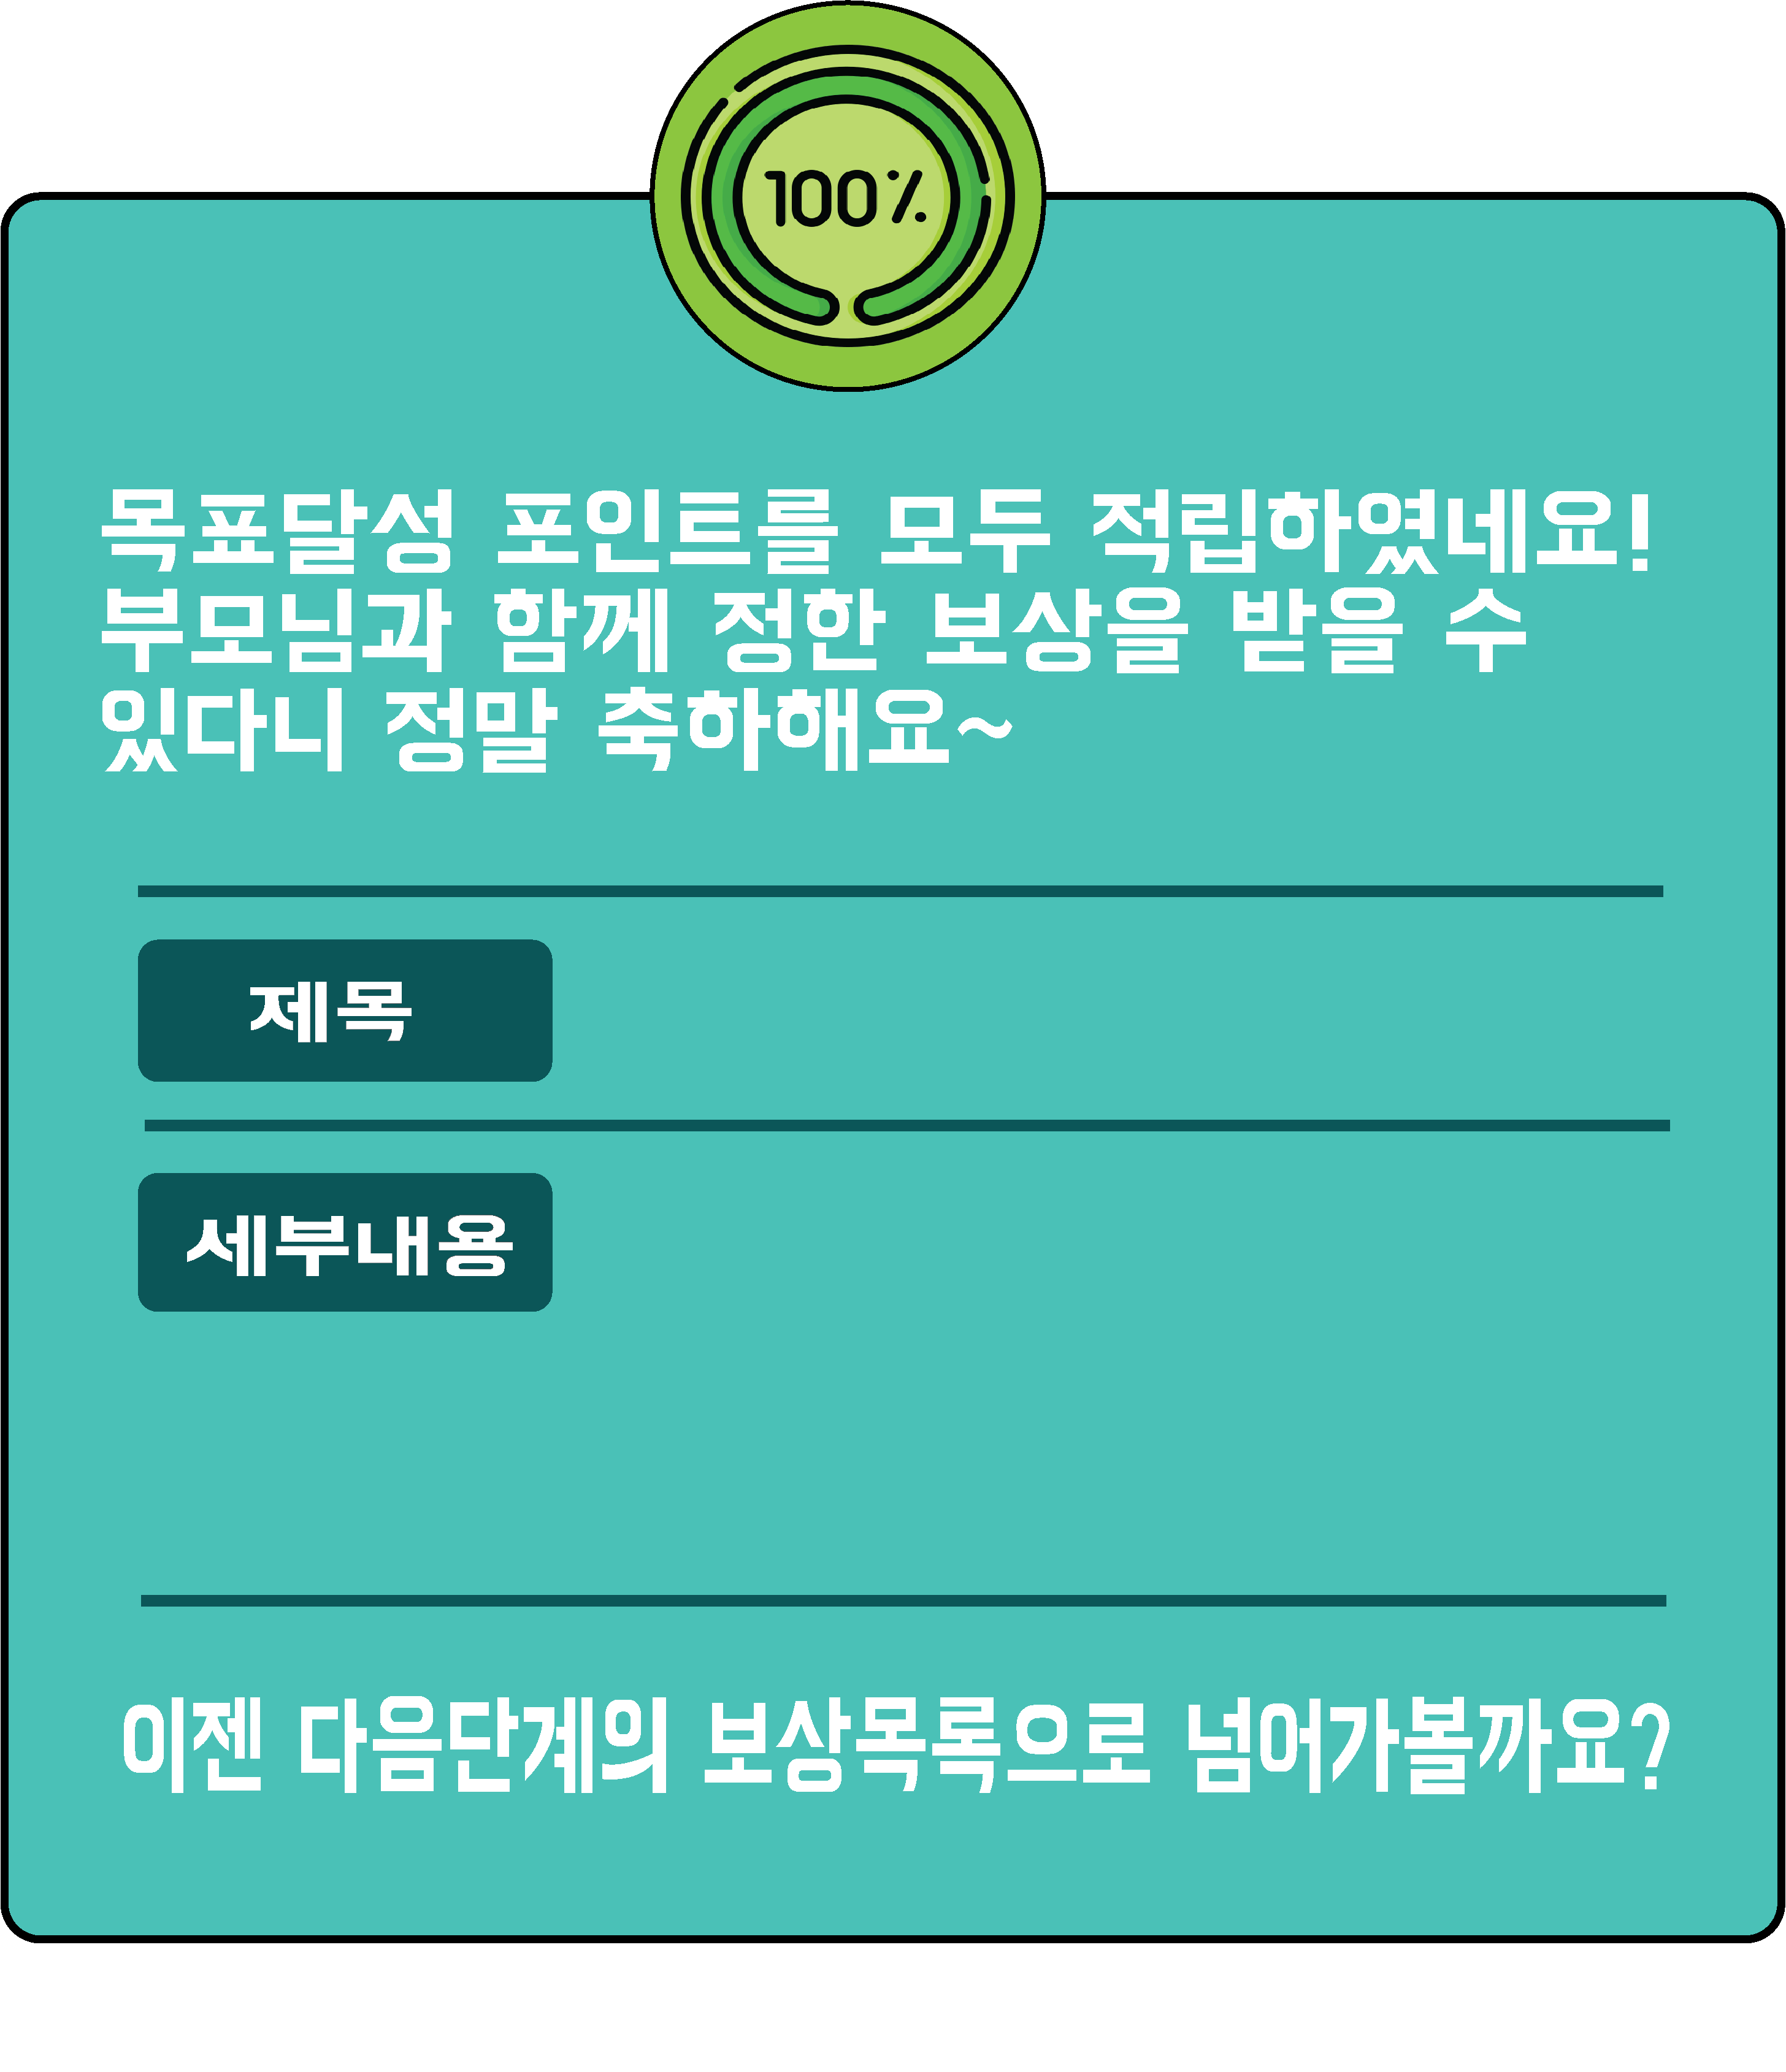 100%
목표달성 포인트를 모두 적립하였네요!
부모님과 함께 정한 보상을 받을 수
있다니 정말 축하해요~
제목
세부내용
이젠 다음단계의 보상목록으로 넘어가볼까요?